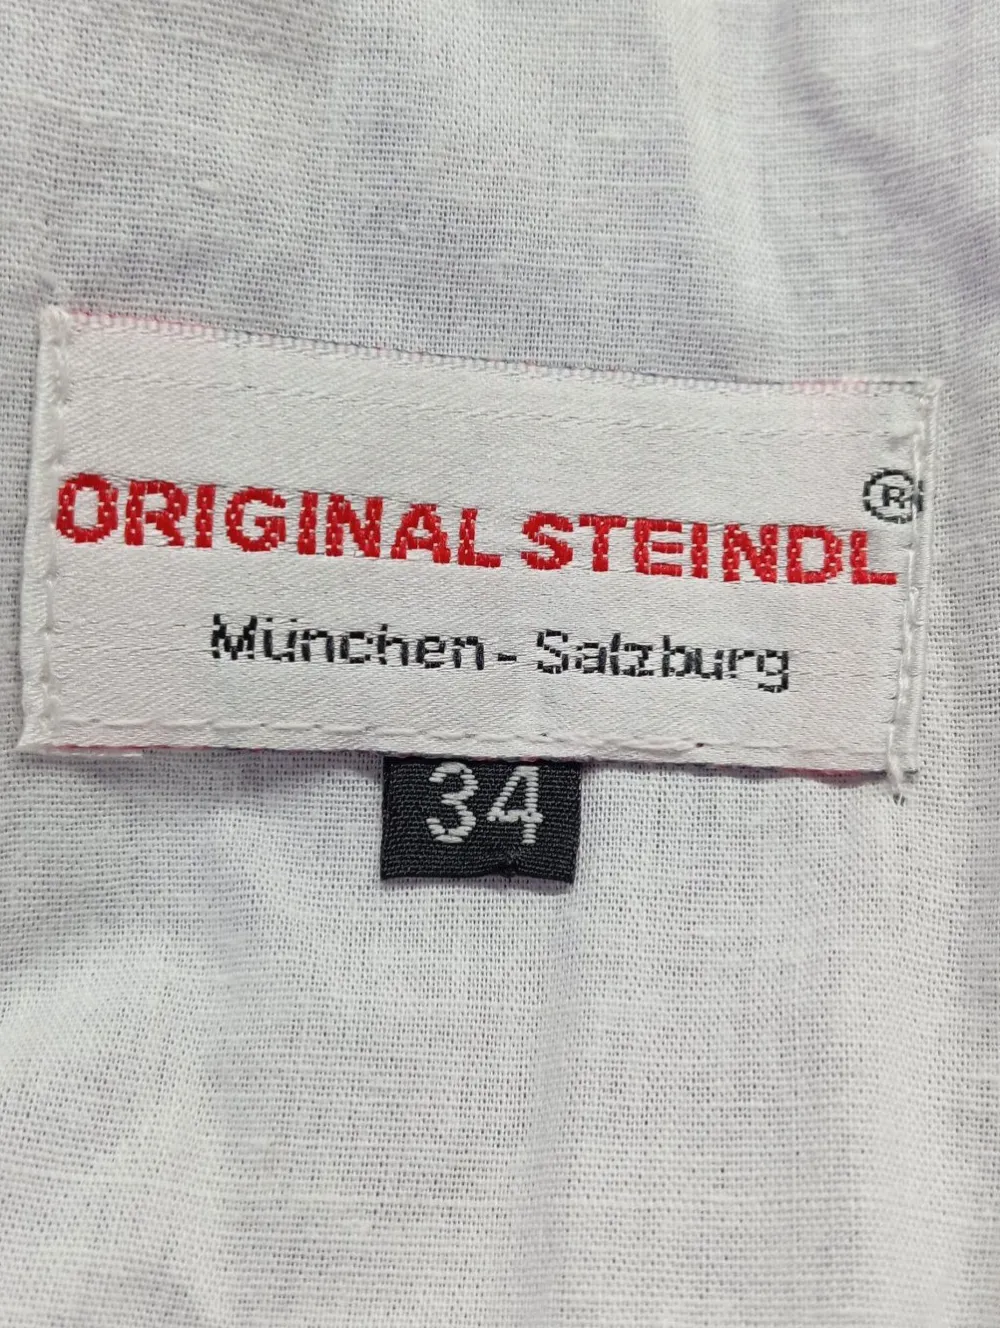 ORIGINAL STEINDL®
München - Salzburg
34